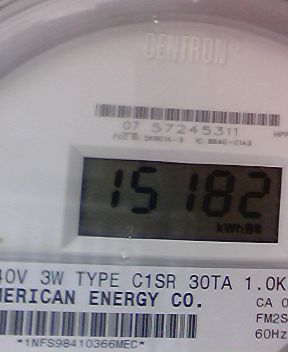 CENTRON®
07 57245311
15182
kWh
40V 3W TYPE C1SR 30TA 1.0K
MERICAN ENERGY CO.
CA 0
FM2S
60Hz
*1NFS98410366MEC*